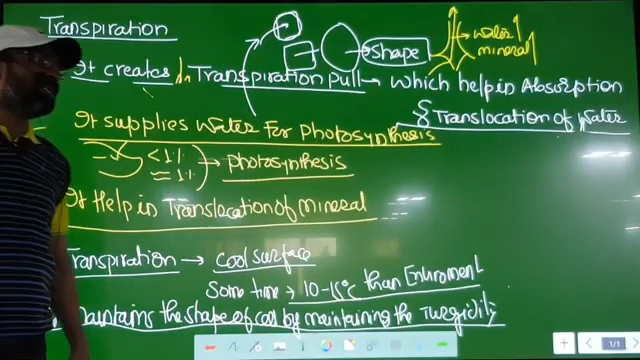 Transpiration
shape
water
mineral
It creates In Transpiration pull → which help in Absorption
& Translocation of water
It supplies water For Photosynthesis
< 1%
≈ 1% → photosynthesis
It Help in Translocation of mineral
Transpiration → cool surface
Some time → 10-15°C than Enviroment
maintains the shape of cell by maintaining the Turgidity
1/1